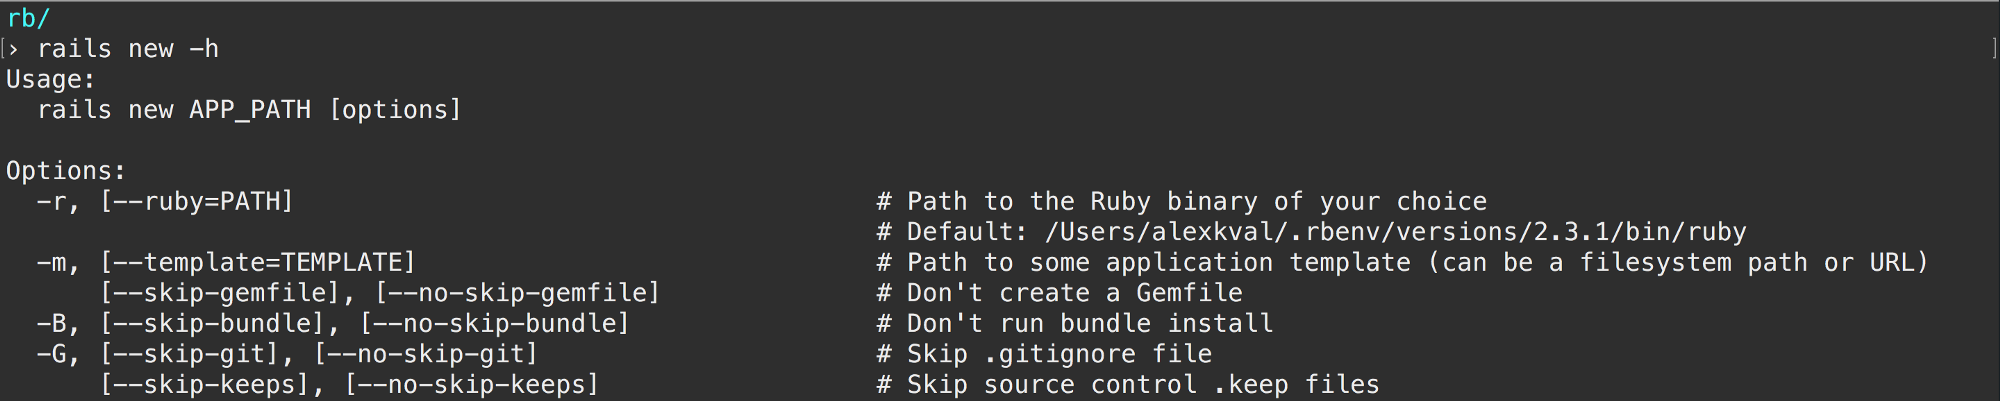 rb/
[› rails new -h ]
Usage:
  rails new APP_PATH [options]

Options:
  -r, [--ruby=PATH]                                      # Path to the Ruby binary of your choice
                                                         # Default: /Users/alexkval/.rbenv/versions/2.3.1/bin/ruby
  -m, [--template=TEMPLATE]                              # Path to some application template (can be a filesystem path or URL)
      [--skip-gemfile], [--no-skip-gemfile]              # Don't create a Gemfile
  -B, [--skip-bundle], [--no-skip-bundle]                # Don't run bundle install
  -G, [--skip-git], [--no-skip-git]                      # Skip .gitignore file
      [--skip-keeps], [--no-skip-keeps]                  # Skip source control .keep files